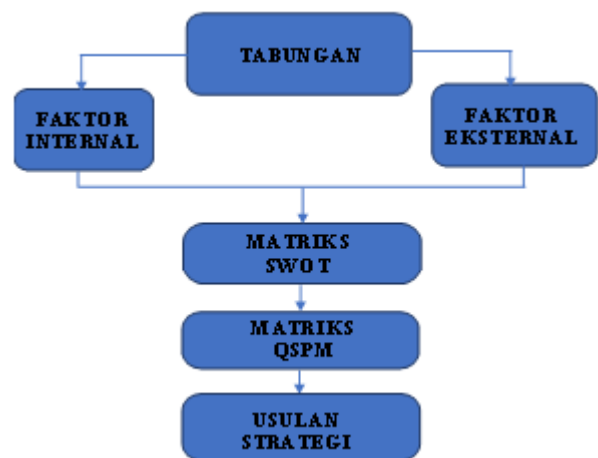 TABUNGAN
FAKTOR
INTERNAL
FAKTOR
EKSTERNAL
MATRIKS
SWOT
MATRIKS
QSPM
USULAN
STRATEGI